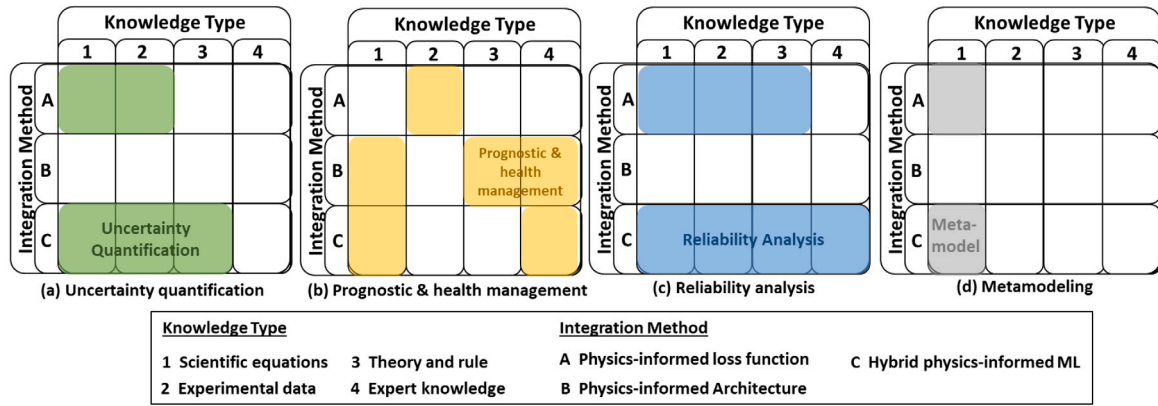 Knowledge Type
1 2 3 4
Integration Method
A
B
C
Uncertainty
Quantification
(a) Uncertainty quantification
Knowledge Type
1 2 3 4
Integration Method
A
B
C
Prognostic &
health
management
(b) Prognostic & health management
Knowledge Type
1 2 3 4
Integration Method
A
B
C
Reliability Analysis
(c) Reliability analysis
Knowledge Type
1 2 3 4
Integration Method
A
B
C
Meta-
model
(d) Metamodeling
Knowledge Type
1 Scientific equations
2 Experimental data
3 Theory and rule
4 Expert knowledge
Integration Method
A Physics-informed loss function
B Physics-informed Architecture
C Hybrid physics-informed ML